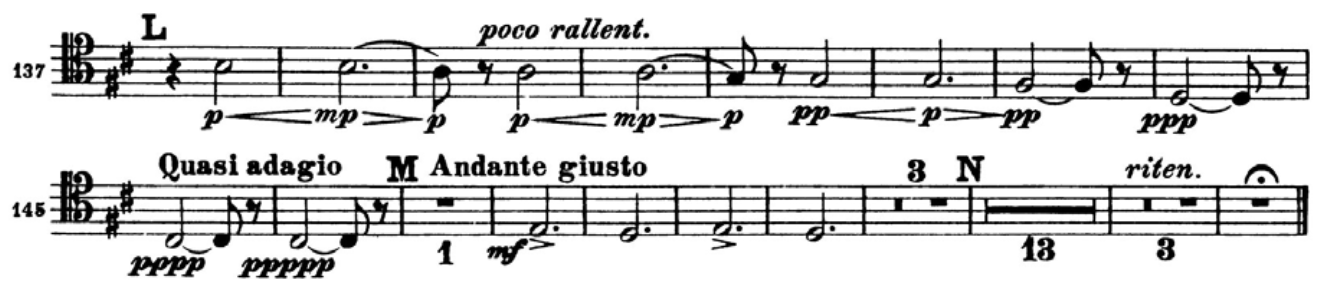 L poco rallent.
137
p mp p p mp p pp p pp ppp
Quasi adagio M Andante giusto 3 N riten.
145
pppp ppppp 1 mf 13 3